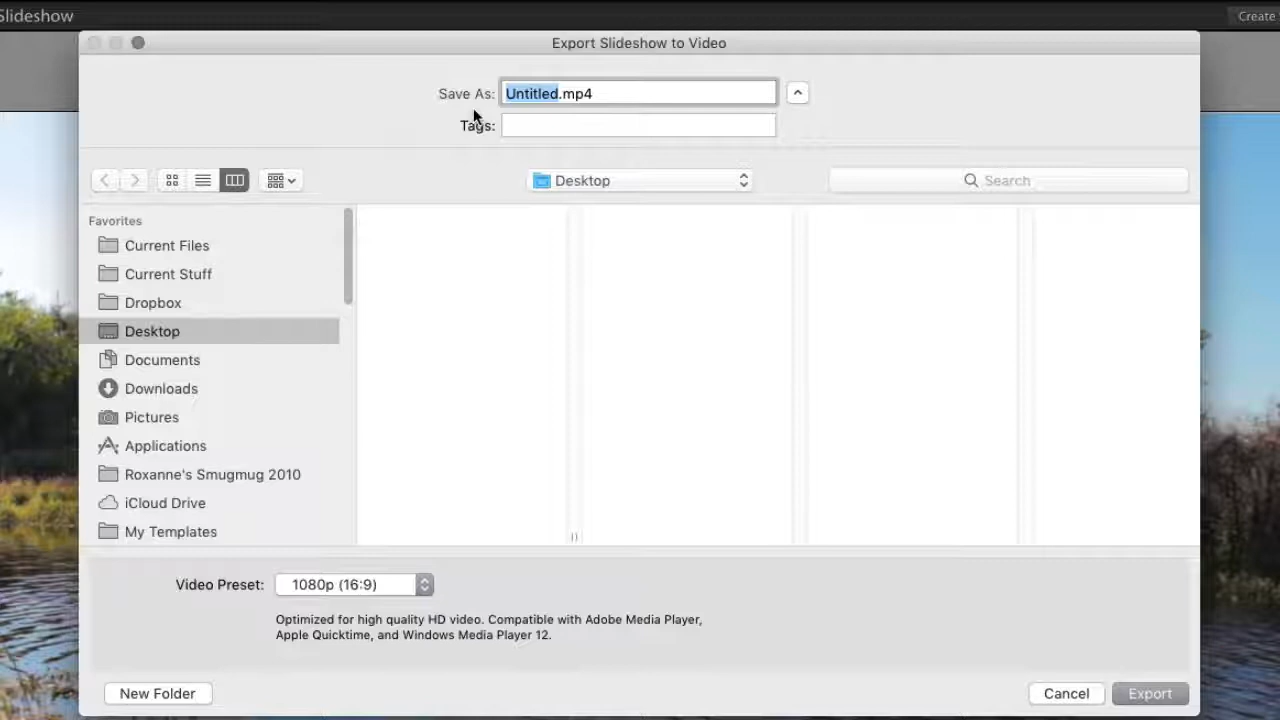 Slideshow
Create
Export Slideshow to Video
Save As:
Untitled.mp4
Tags:
Desktop
Search
Favorites
Current Files
Current Stuff
Dropbox
Desktop
Documents
Downloads
Pictures
Applications
Roxanne's Smugmug 2010
iCloud Drive
My Templates
Video Preset:
1080p (16:9)
Optimized for high quality HD video. Compatible with Adobe Media Player,
Apple Quicktime, and Windows Media Player 12.
New Folder
Cancel
Export